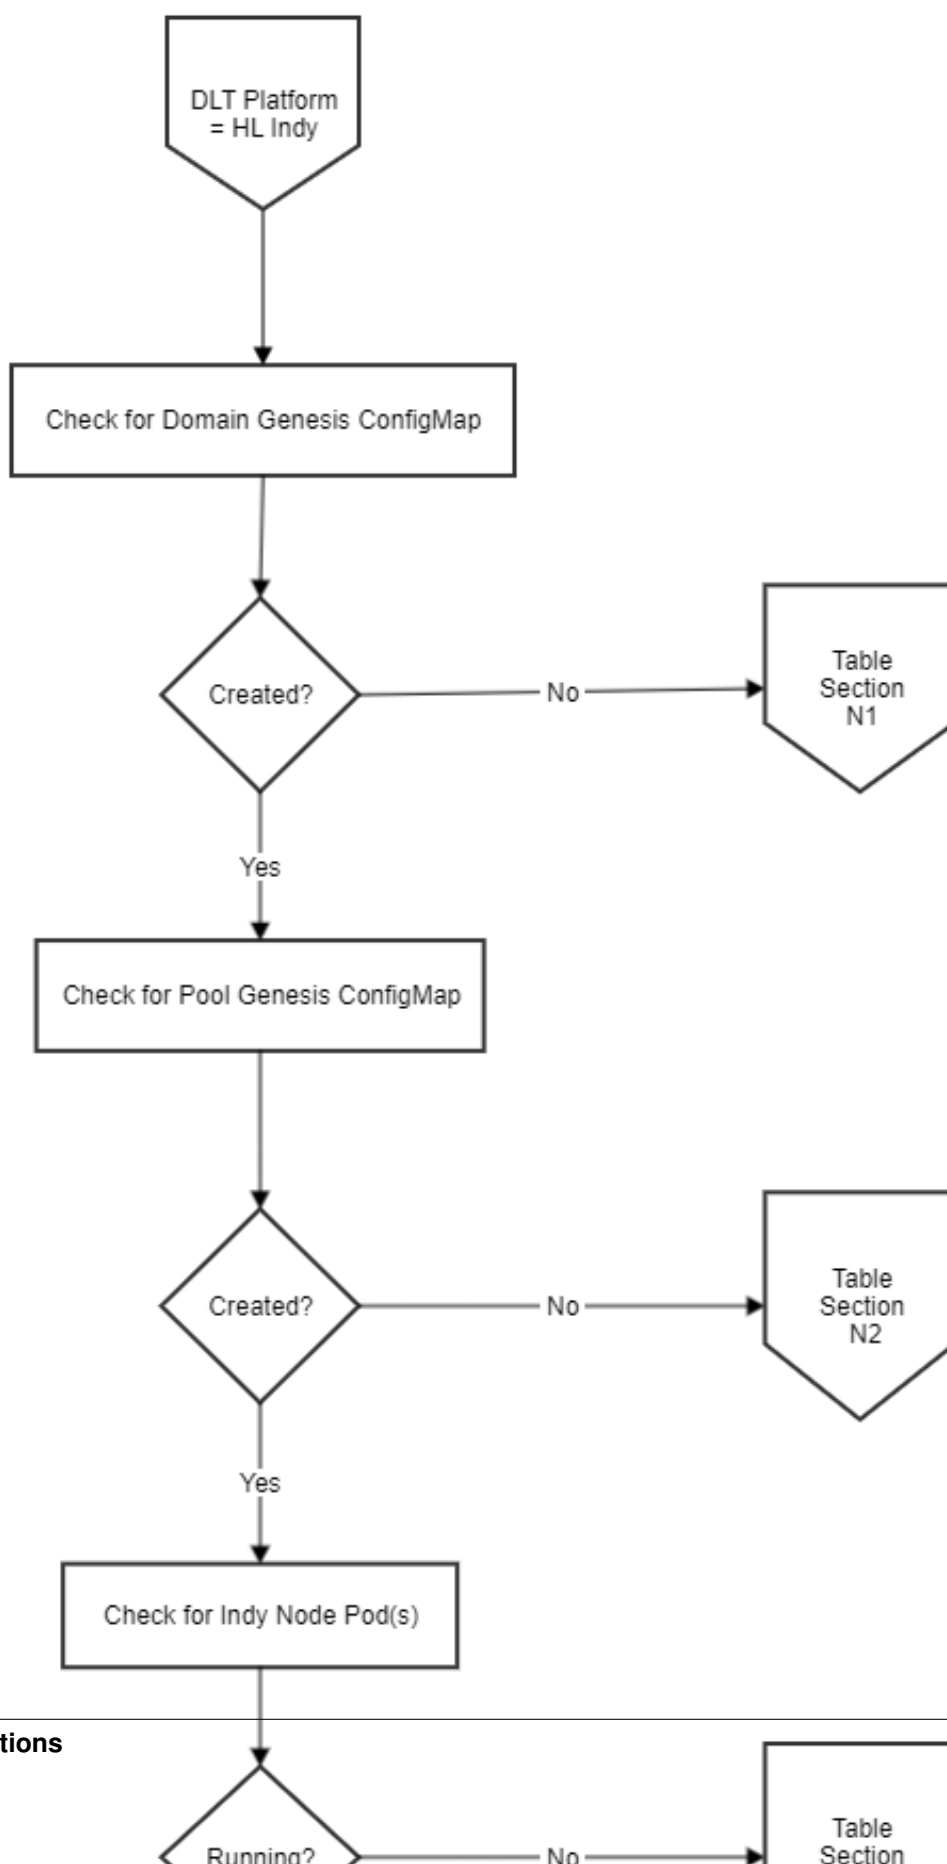 DLT Platform
= HL Indy
Check for Domain Genesis ConfigMap
Created?
No
Table
Section
N1
Yes
Check for Pool Genesis ConfigMap
Created?
No
Table
Section
N2
Yes
Check for Indy Node Pod(s)
tions
Running?
No
Table
Section